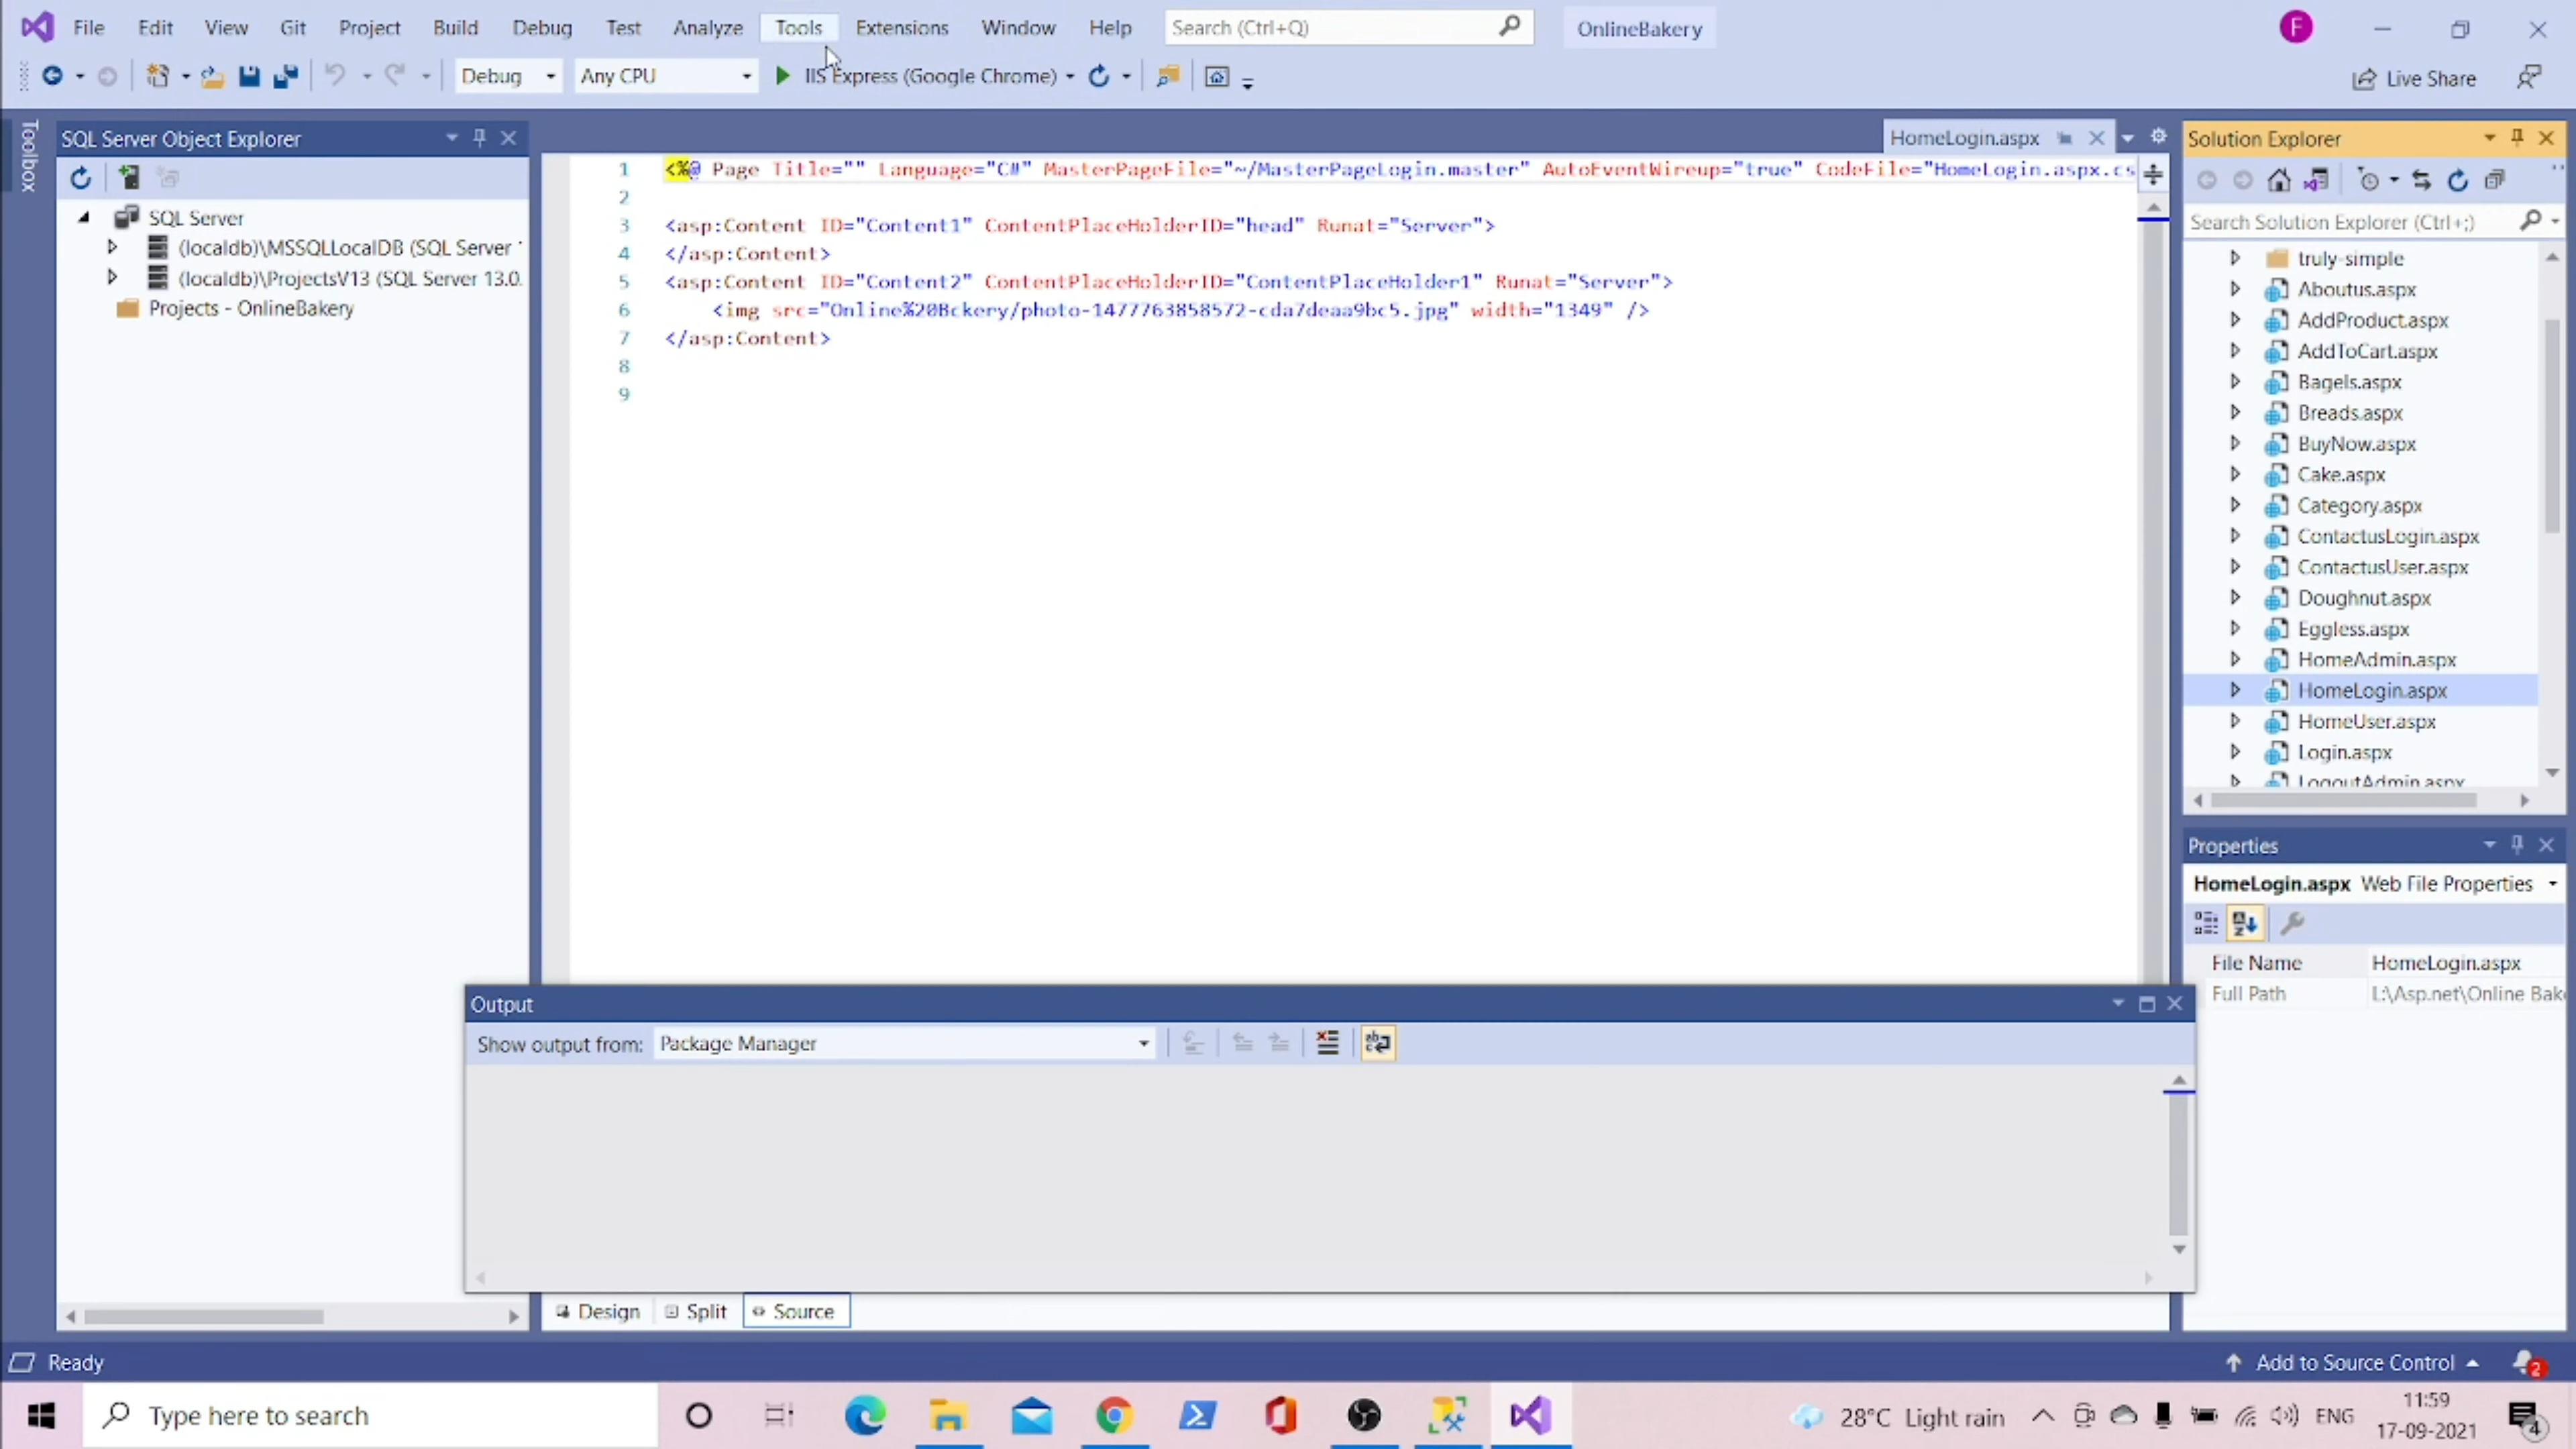 File Edit View Git Project Build Debug Test Analyze Tools Extensions Window Help Search (Ctrl+Q) OnlineBakery F
Debug Any CPU IIS Express (Google Chrome) Live Share
Toolbox
SQL Server Object Explorer
SQL Server
(localdb)\MSSQLLocalDB (SQL Server
(localdb)\ProjectsV13 (SQL Server 13.0.
Projects - OnlineBakery
HomeLogin.aspx
1 <%@ Page Title="" Language="C#" MasterPageFile="~/MasterPageLogin.master" AutoEventWireup="true" CodeFile="HomeLogin.aspx.cs
2
3 <asp:Content ID="Content1" ContentPlaceHolderID="head" Runat="Server">
4 </asp:Content>
5 <asp:Content ID="Content2" ContentPlaceHolderID="ContentPlaceHolder1" Runat="Server">
6 <img src="Online%20Bckery/photo-1477763858572-cda7deaa9bc5.jpg" width="1349" />
7 </asp:Content>
8
9
Output
Show output from: Package Manager
Design Split Source
Solution Explorer
Search Solution Explorer (Ctrl+;)
truly-simple
Aboutus.aspx
AddProduct.aspx
AddToCart.aspx
Bagels.aspx
Breads.aspx
BuyNow.aspx
Cake.aspx
Category.aspx
ContactusLogin.aspx
ContactusUser.aspx
Doughnut.aspx
Eggless.aspx
HomeAdmin.aspx
HomeLogin.aspx
HomeUser.aspx
Login.aspx
LogoutAdmin.aspx
Properties
HomeLogin.aspx Web File Properties
File Name HomeLogin.aspx
Full Path L:\Asp.net\Online Bak
Ready Add to Source Control 2
Type here to search 28°C Light rain ENG 11:59
17-09-2021 4